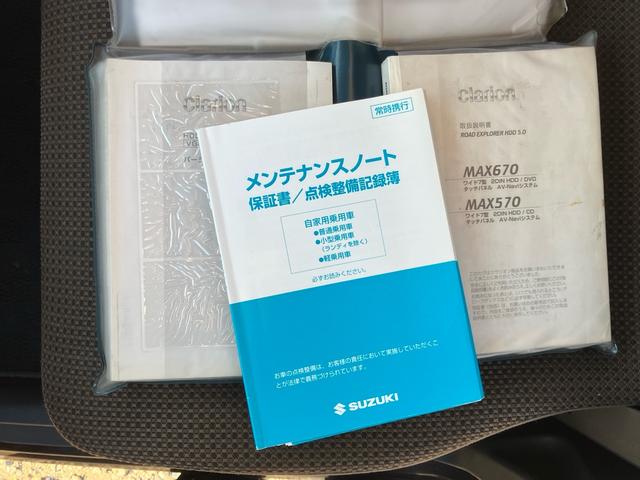 Clarion
HDD
常時携行
メンテナンスノート
保証書／点検整備記録簿
自家用乗用車
●普通乗用車
●小型乗用車
（ランディを除く）
●軽乗用車
必ずお読みください。
お車の点検整備は、お客様の責任において実施していただくこ
とが法律で義務づけられています。
SUZUKI
Clarion
取扱説明書
ROAD EXPLORER HDD 5.0
MAX670
ワイド7型 2DIN HDD / DVD
タッチパネル AV-Naviシステム
MAX570
ワイド7型 2DIN HDD / CD
タッチパネル AV-Naviシステム